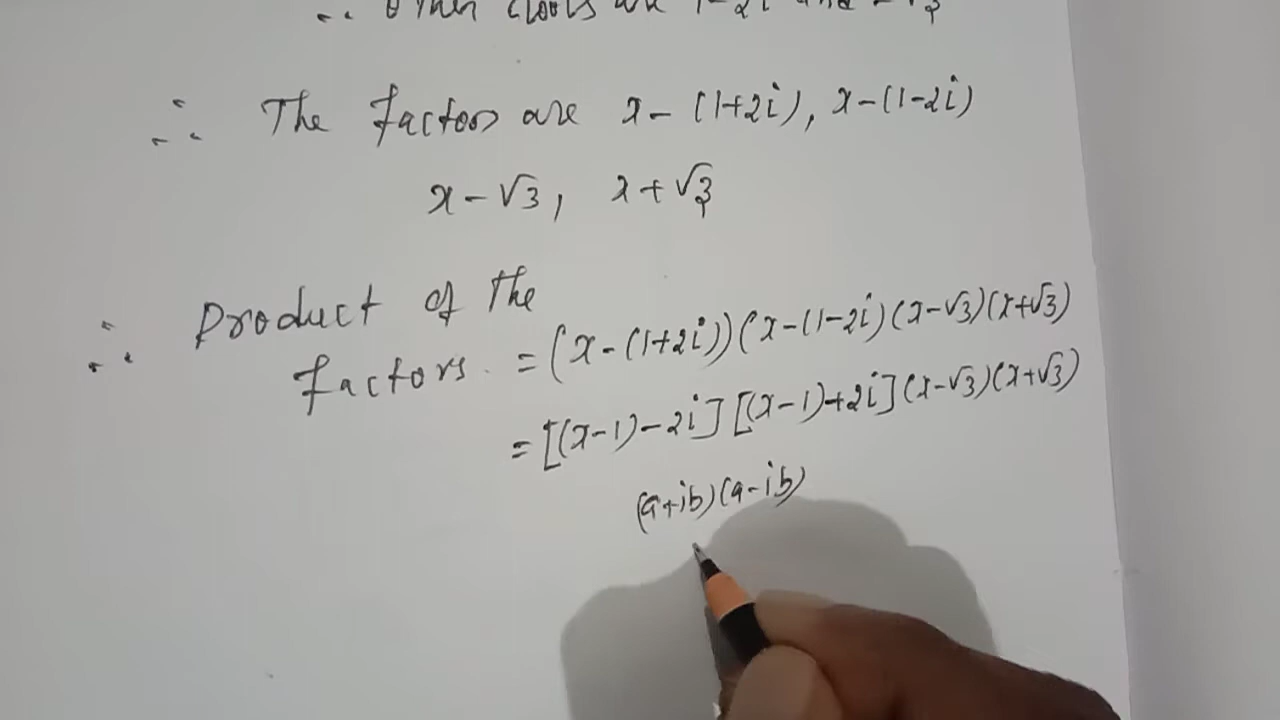 ∴ The factors are x-(1+2i), x-(1-2i)
x-√3, x+√3
∴ Product of the
factors. = (x-(1+2i))(x-(1-2i)(x-√3)(x+√3)
= [(x-1)-2i][(x-1)+2i](x-√3)(x+√3)
(a+ib)(a-ib)